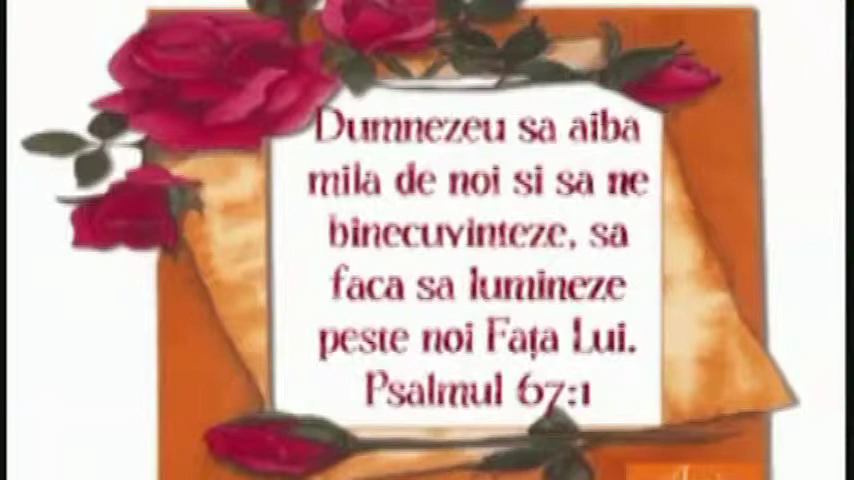 Dumnezeu sa aiba
mila de noi si sa ne
binecuvinteze, sa
faca sa lumineze
peste noi Fața Lui.
Psalmul 67:1